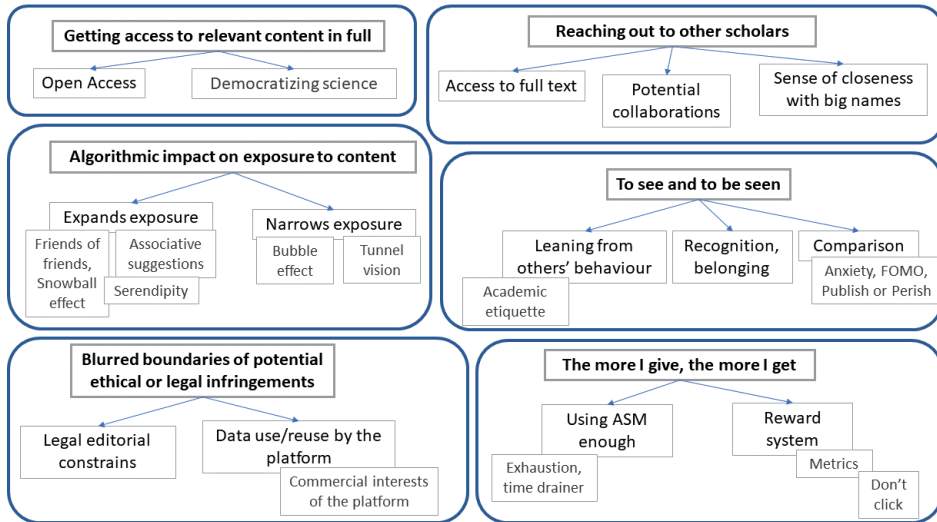 Getting access to relevant content in full
Open Access
Democratizing science
Reaching out to other scholars
Access to full text
Potential
collaborations
Sense of closeness
with big names
Algorithmic impact on exposure to content
Expands exposure
Friends of
friends,
Snowball
effect
Associative
suggestions
Serendipity
Narrows exposure
Bubble
effect
Tunnel
vision
To see and to be seen
Leaning from
others' behaviour
Academic
etiquette
Recognition,
belonging
Comparison
Anxiety, FOMO,
Publish or Perish
Blurred boundaries of potential
ethical or legal infringements
Legal editorial
constrains
Data use/reuse by the
platform
Commercial interests
of the platform
The more I give, the more I get
Using ASM
enough
Exhaustion,
time drainer
Reward
system
Metrics
Don't
click